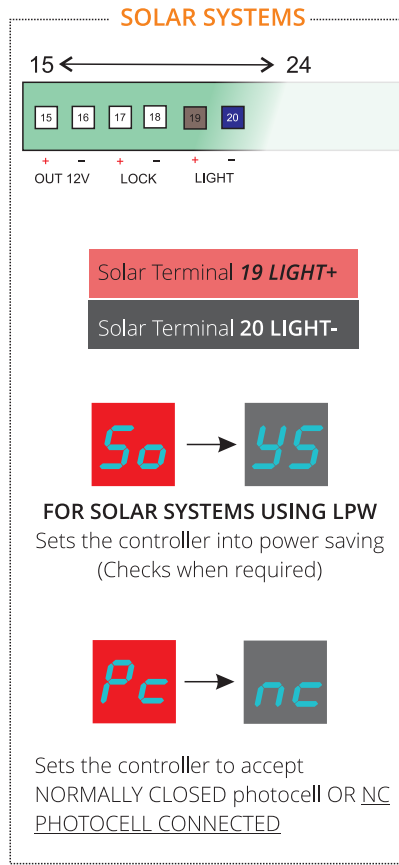 SOLAR SYSTEMS
15 24
15 16 17 18 19 20
+ - + - + -
OUT 12V LOCK LIGHT
Solar Terminal 19 LIGHT+
Solar Terminal 20 LIGHT-
So YS
FOR SOLAR SYSTEMS USING LPW
Sets the controller into power saving
(Checks when required)
Pc nc
Sets the controller to accept
NORMALLY CLOSED photocell OR NC
PHOTOCELL CONNECTED